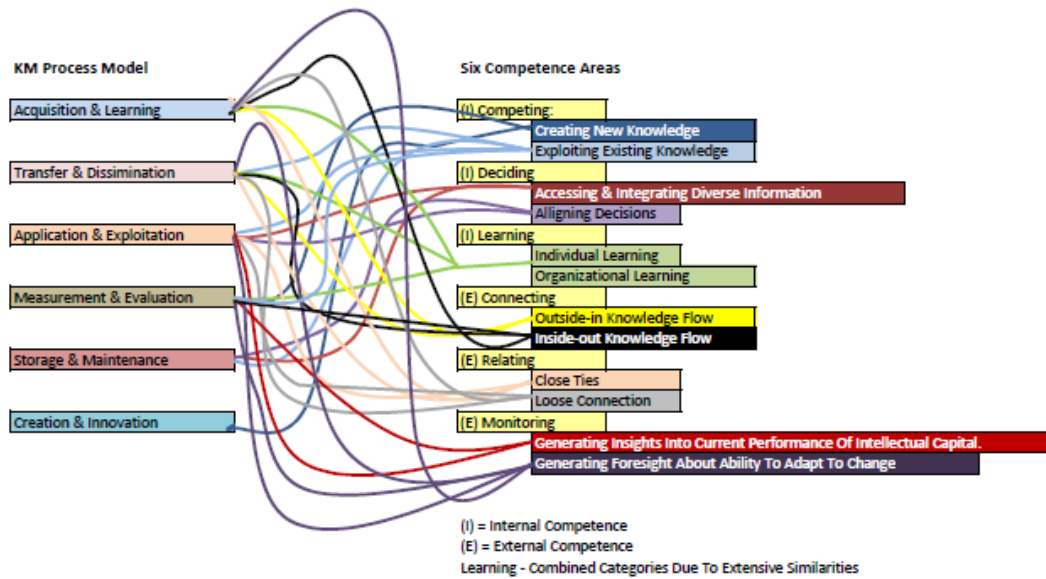 KM Process Model
Six Competence Areas
Acquisition & Learning
(I) Competing:
Creating New Knowledge
Exploiting Existing Knowledge
Transfer & Dissimination
(I) Deciding
Accessing & Integrating Diverse Information
Alligning Decisions
Application & Exploitation
(I) Learning
Individual Learning
Organizational Learning
Measurement & Evaluation
(E) Connecting
Outside-in Knowledge Flow
Inside-out Knowledge Flow
Storage & Maintenance
(E) Relating
Close Ties
Loose Connection
Creation & Innovation
(E) Monitoring
Generating Insights Into Current Performance Of Intellectual Capital.
Generating Foresight About Ability To Adapt To Change
(I) = Internal Competence
(E) = External Competence
Learning - Combined Categories Due To Extensive Similarities